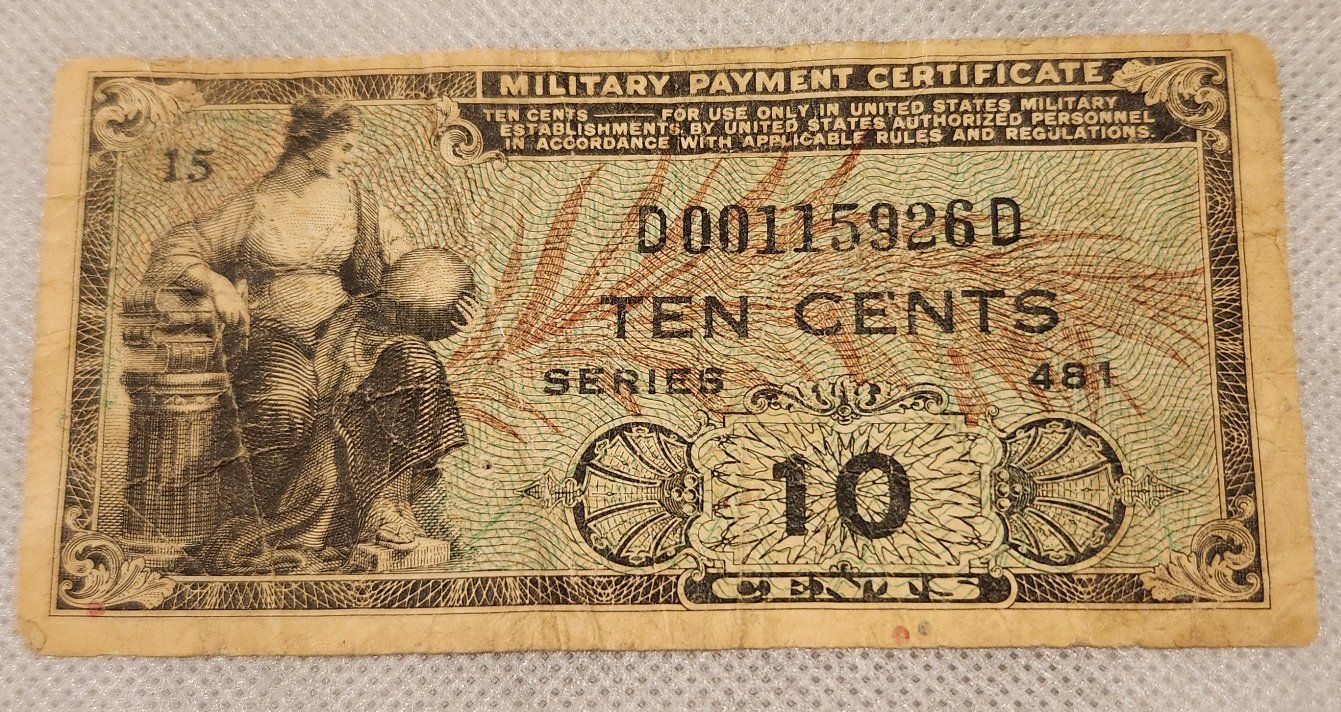 MILITARY PAYMENT CERTIFICATE
TEN CENTS — FOR USE ONLY IN UNITED STATES MILITARY
ESTABLISHMENTS BY UNITED STATES AUTHORIZED PERSONNEL
IN ACCORDANCE WITH APPLICABLE RULES AND REGULATIONS.
15
D00115926D
TEN CENTS
SERIES 481
10
CENTS